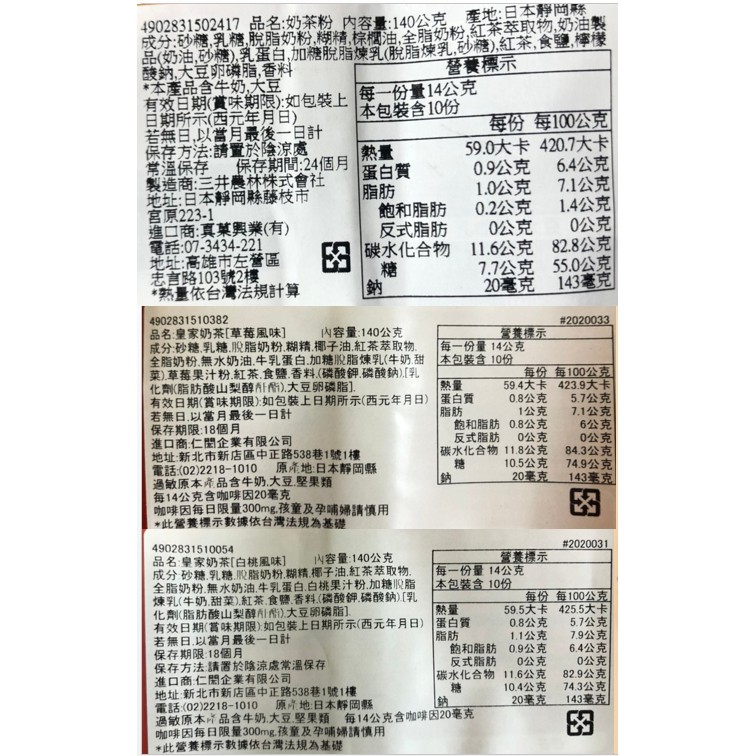 4902831502417 品名:奶茶粉 內容量:140公克 產地:日本靜岡縣
成分:砂糖,乳糖,脫脂奶粉,糊精,棕櫚油,全脂奶粉,紅茶萃取物,奶油製
品(奶油,砂糖),乳蛋白,加糖脫脂煉乳(脫脂煉乳,砂糖),紅茶,食鹽,檸檬
酸鈉,大豆卵磷脂,香料
*本產品含牛奶,大豆
有效日期(賞味期限):如包裝上
日期所示(西元年月日)
若無日,以當月最後一日計
保存方法:請置於陰涼處
常溫保存 保存期間:24個月
製造商:三井農林株式會社
地址:日本靜岡縣藤枝市
宮原223-1
進口商:真菓興業(有)
電話:07-3434-221
地址:高雄市左營區
忠言路103號2樓
*熱量依台灣法規計算
營養標示
每一份量14公克
本包裝含10份
每份 每100公克
熱量 59.0大卡 420.7大卡
蛋白質 0.9公克 6.4公克
脂肪 1.0公克 7.1公克
飽和脂肪 0.2公克 1.4公克
反式脂肪 0公克 0公克
碳水化合物 11.6公克 82.8公克
糖 7.7公克 55.0公克
鈉 20毫克 143毫克
4902831510382 #2020033
品名:皇家奶茶[草莓風味] 內容量:140公克
成分:砂糖,乳糖,脫脂奶粉,糊精,椰子油,紅茶萃取物,
全脂奶粉,無水奶油,牛乳蛋白,加糖脫脂煉乳(牛奶,甜
菜),草莓果汁粉,紅茶,食鹽,香料,(磷酸鉀,磷酸鈉),[乳
化劑(脂肪酸山梨醇酐酯),大豆卵磷脂].
有效日期(賞味期限):如包裝上日期所示(西元年月日)
若無日,以當月最後一日計
保存期限:18個月
進口商:仁閎企業有限公司
地址:新北市新店區中正路538巷1號1樓
電話:(02)2218-1010 原產地:日本靜岡縣
過敏原本產品含牛奶,大豆,堅果類
每14公克含咖啡因20毫克
咖啡因每日限量300mg,孩童及孕哺婦請慎用
*此營養標示數據依台灣法規為基礎
營養標示
每一份量 14公克
本包裝含 10份
每份 每100公克
熱量 59.4大卡 423.9大卡
蛋白質 0.8公克 5.7公克
脂肪 1公克 7.1公克
飽和脂肪 0.8公克 6公克
反式脂肪 0公克 0公克
碳水化合物 11.8公克 84.3公克
糖 10.5公克 74.9公克
鈉 20毫克 143毫克
4902831510054 #2020031
品名:皇家奶茶[白桃風味] 內容量:140公克
成分:砂糖,乳糖,脫脂奶粉,糊精,椰子油,紅茶萃取物,
全脂奶粉,無水奶油,牛乳蛋白,白桃果汁粉,加糖脫脂
煉乳(牛奶,甜菜),紅茶,食鹽,香料,(磷酸鉀,磷酸鈉),[乳
化劑(脂肪酸山梨醇酐酯),大豆卵磷脂].
有效日期(賞味期限):如包裝上日期所示(西元年月日)
若無日,以當月最後一日計
保存期限:18個月
保存方法:請置於陰涼處常溫保存
進口商:仁閎企業有限公司
地址:新北市新店區中正路538巷1號1樓
電話:(02)2218-1010 原產地:日本靜岡縣
過敏原本產品含牛奶,大豆,堅果類 每14公克含咖啡因20毫克
咖啡因每日限量300mg,孩童及孕哺婦請慎用
*此營養標示數據依台灣法規為基礎
營養標示
每一份量 14公克
本包裝含 10份
每份 每100公克
熱量 59.5大卡 425.5大卡
蛋白質 0.8公克 5.7公克
脂肪 1.1公克 7.9公克
飽和脂肪 0.9公克 6.4公克
反式脂肪 0公克 0公克
碳水化合物 11.6公克 82.9公克
糖 10.4公克 74.3公克
鈉 20毫克 143毫克